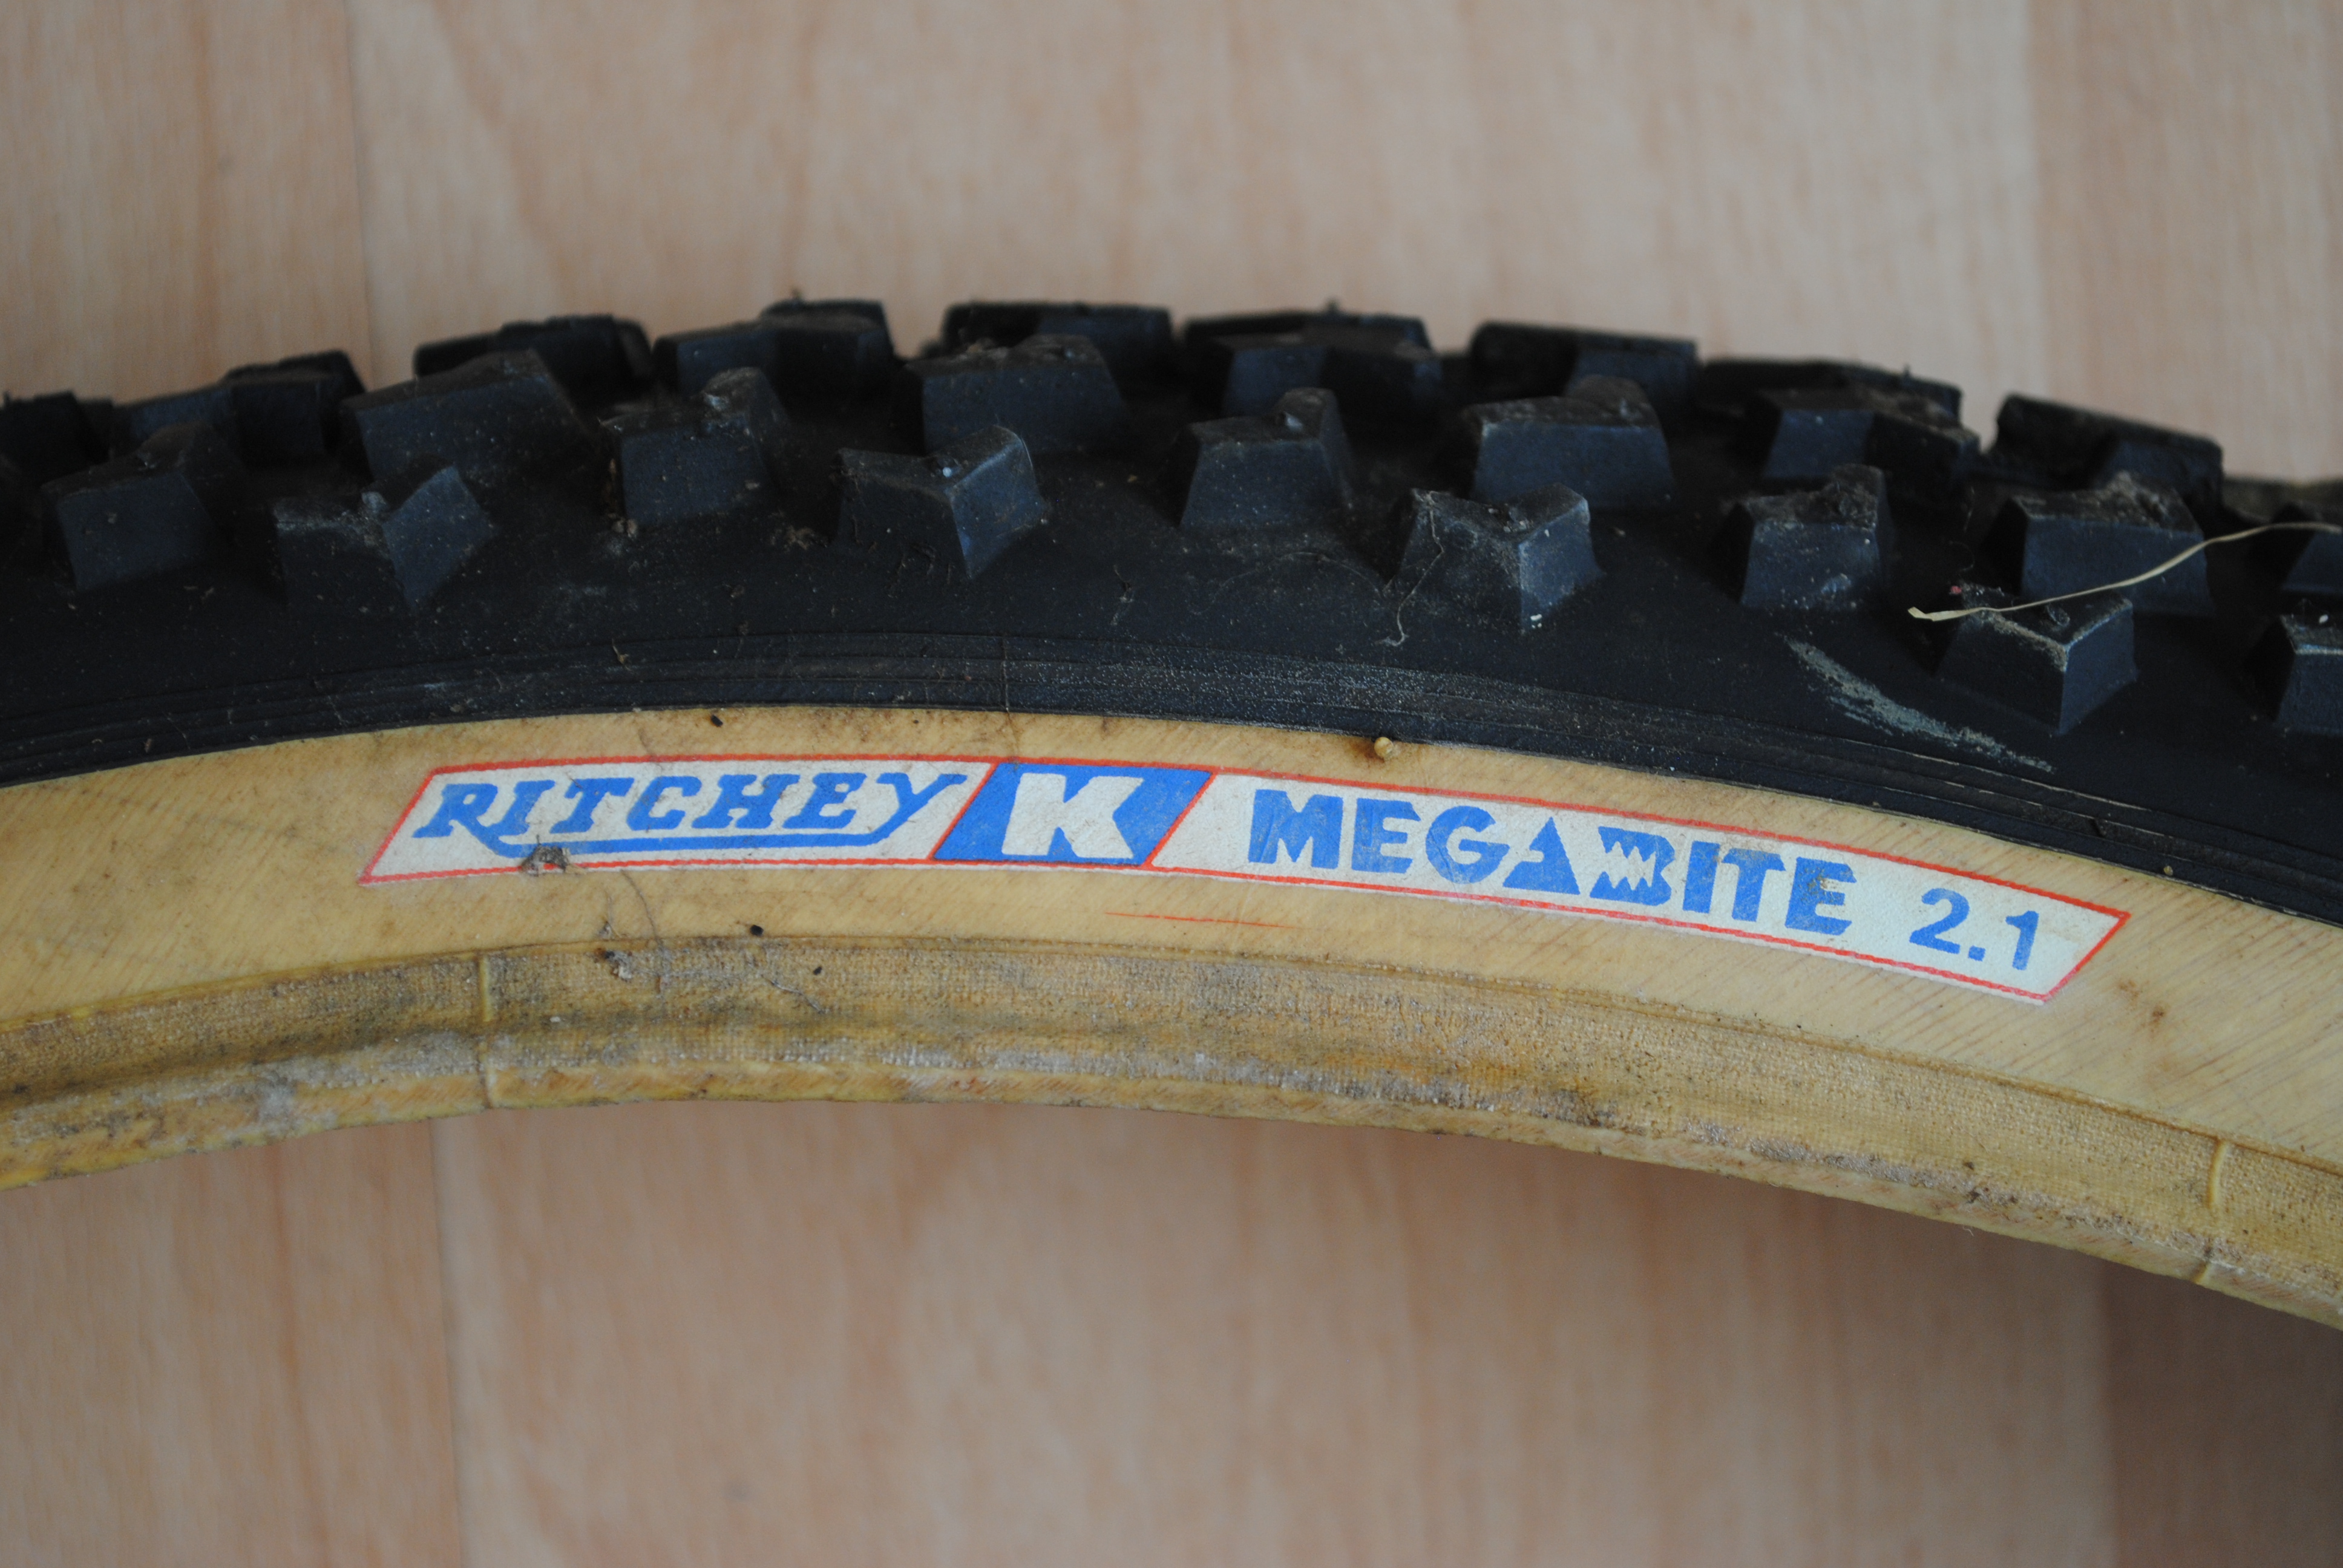 RITCHEY K MEGABITE 2.1